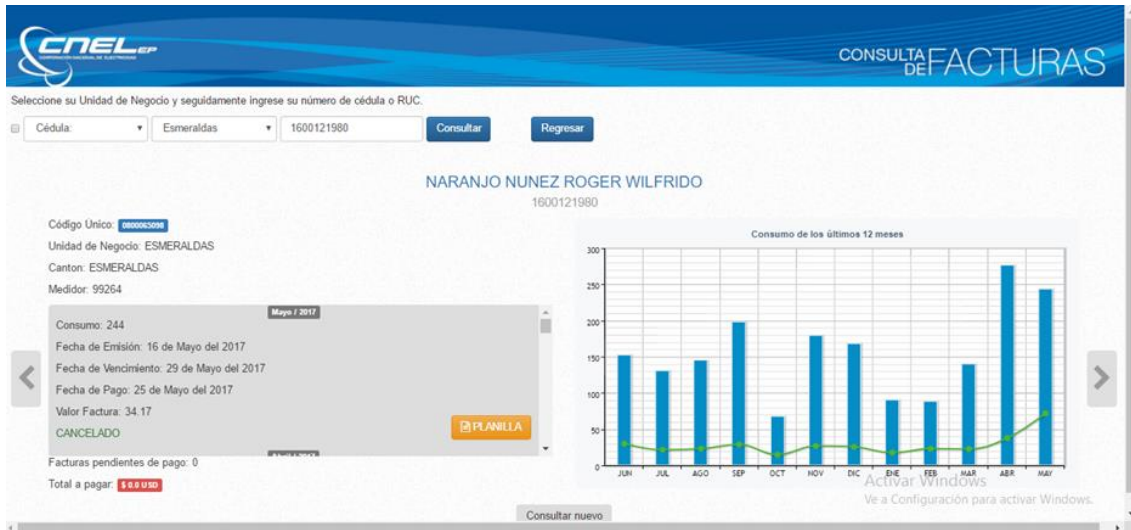 CNEL EP
CORPORACIÓN NACIONAL DE ELECTRICIDAD
CONSULTA DE FACTURAS
Seleccione su Unidad de Negocio y seguidamente ingrese su número de cédula o RUC.
Cédula: Esmeraldas 1600121980 Consultar Regresar
NARANJO NUNEZ ROGER WILFRIDO
1600121980
Código Único: 0800065098
Unidad de Negocio: ESMERALDAS
Canton: ESMERALDAS
Medidor: 99264
Mayo / 2017
Consumo: 244
Fecha de Emisión: 16 de Mayo del 2017
Fecha de Vencimiento: 29 de Mayo del 2017
Fecha de Pago: 25 de Mayo del 2017
Valor Factura: 34.17
CANCELADO
PLANILLA
Abril / 2017
Facturas pendientes de pago: 0
Total a pagar: $ 0.0 USD
Consumo de los últimos 12 meses
300
250
200
150
100
50
0
JUN JUL AGO SEP OCT NOV DIC ENE FEB MAR ABR MAY
Activar Windows
Ve a Configuración para activar Windows.
Consultar nuevo